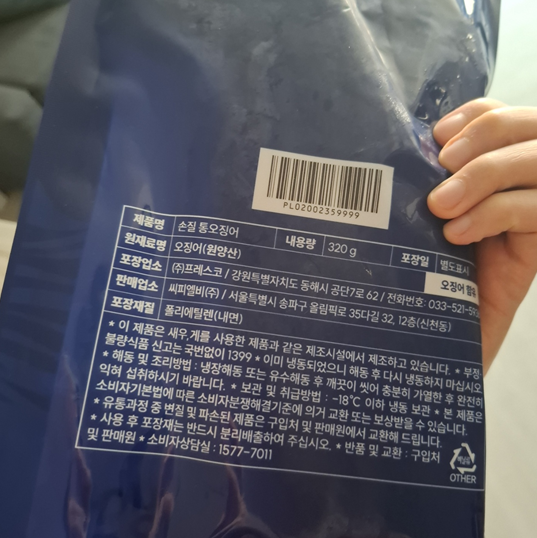 PL02002359999
제품명 손질 통오징어 내용량 320 g 포장일 별도표시
원재료명 오징어(원양산) 오징어 함유
포장업소 (주)프레스코 / 강원특별자치도 동해시 공단7로 62 / 전화번호: 033-521-
판매업소 씨피엘비(주) / 서울특별시 송파구 올림픽로 35다길 32, 12층(신천동)
포장재질 폴리에틸렌(내면)
* 이 제품은 새우, 게를 사용한 제품과 같은 제조시설에서 제조하고 있습니다. * 부정·
불량식품 신고는 국번없이 1399 * 이미 냉동되었으니 해동 후 다시 냉동하지 마십시오.
* 해동 및 조리방법 : 냉장해동 또는 유수해동 후 깨끗이 씻어 충분히 가열한 후 완전히
익혀 섭취하시기 바랍니다. * 보관 및 취급방법 : -18℃ 이하 냉동 보관 * 본 제품은
소비자기본법에 따른 소비자분쟁해결기준에 의거 교환 또는 보상받을 수 있습니다.
* 유통과정 중 변질 및 파손된 제품은 구입처 및 판매원에서 교환해 드립니다.
* 사용 후 포장재는 반드시 분리배출하여 주십시오. * 반품 및 교환 : 구입처
및 판매원 * 소비자상담실 : 1577-7011
OTHER